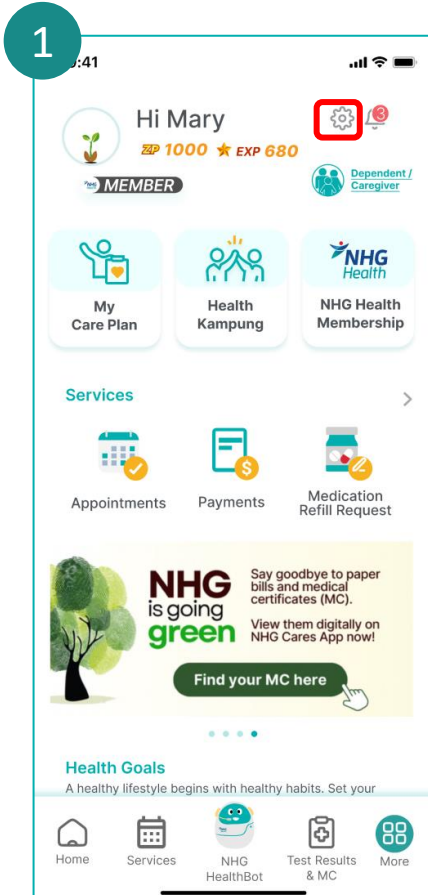 1
9:41
Hi Mary
3
ZP 1000 EXP 680
NHG MEMBER
Dependent /
Caregiver
NHG
Health
My
Care Plan
Health
Kampung
NHG Health
Membership
Services
Appointments
Payments
Medication
Refill Request
NHG
is going
green
Say goodbye to paper
bills and medical
certificates (MC).
View them digitally on
NHG Cares App now!
Find your MC here
Health Goals
A healthy lifestyle begins with healthy habits. Set your
Home
Services
NHG
HealthBot
Test Results
& MC
More